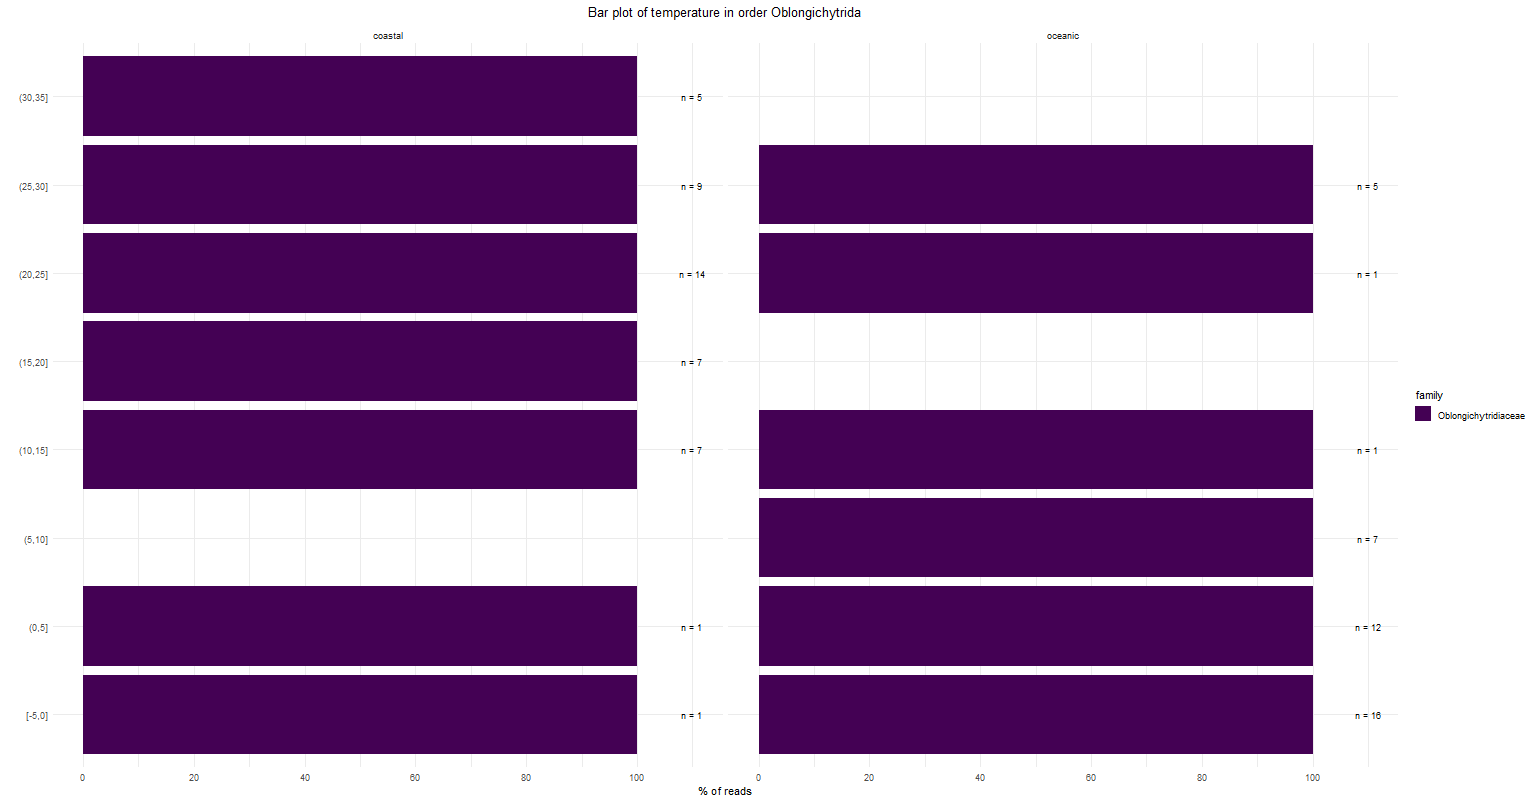 Bar plot of temperature in order Oblongichytrida
coastal
oceanic
(30,35]
n = 5
(25,30]
n = 9
n = 5
(20,25]
n = 14
n = 1
(15,20]
n = 7
(10,15]
n = 7
n = 1
(5,10]
n = 7
(0,5]
n = 1
n = 12
[-5,0]
n = 1
n = 16
0 20 40 60 80 100
0 20 40 60 80 100
% of reads
family
Oblongichytridiaceae